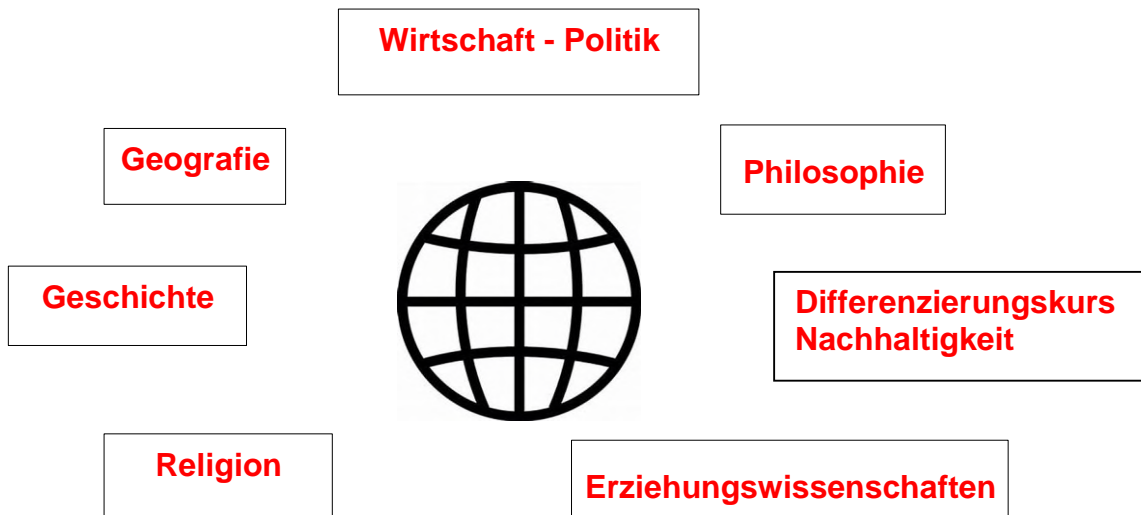 Wirtschaft - Politik
Geografie
Philosophie
Geschichte
Differenzierungskurs
Nachhaltigkeit
Religion
Erziehungswissenschaften